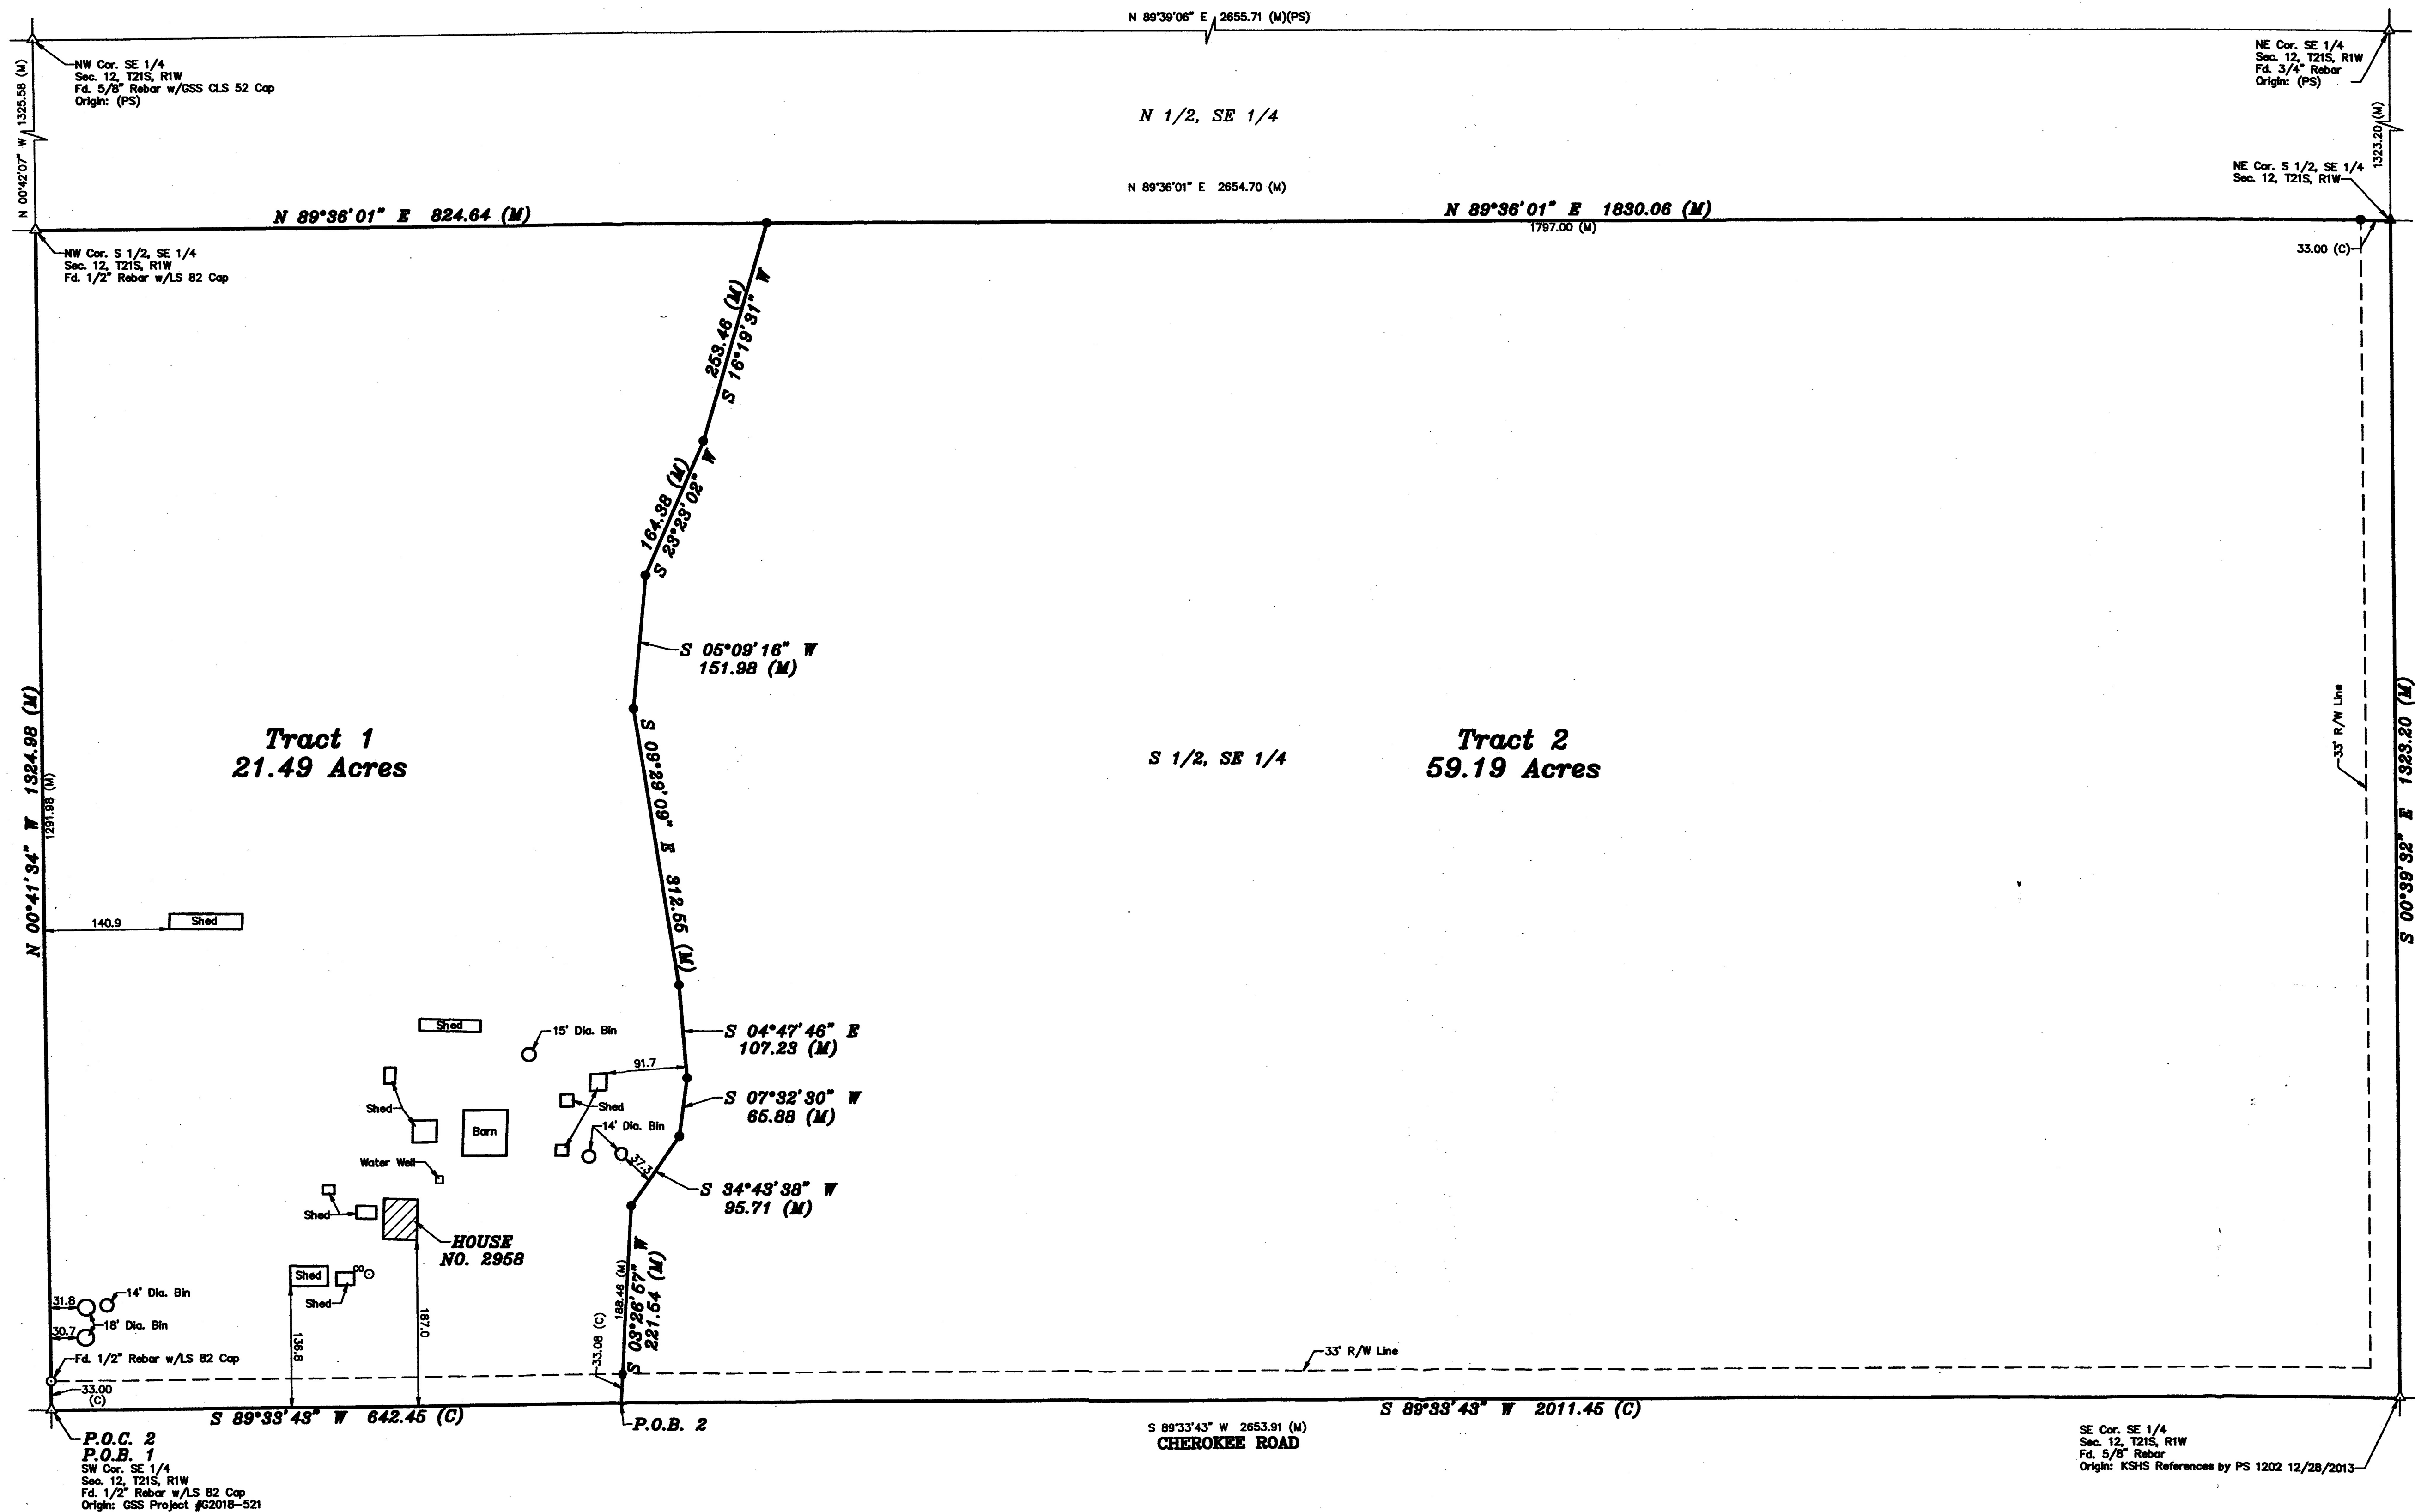 N 89°39'06" E 2655.71 (M)(PS)
NW Cor. SE 1/4
Sec. 12, T21S, R1W
Fd. 5/8" Rebar w/GSS CLS 52 Cap
Origin: (PS)
NE Cor. SE 1/4
Sec. 12, T21S, R1W
Fd. 3/4" Rebar
Origin: (PS)
N 00°42'07" W 1325.58 (M)
1323.20 (M)
N 1/2, SE 1/4
NE Cor. S 1/2, SE 1/4
Sec. 12, T21S, R1W
N 89°36'01" E 2654.70 (M)
N 89°36'01" E 824.64 (M)
N 89°36'01" E 1830.06 (M)
1797.00 (M)
33.00 (C)
NW Cor. S 1/2, SE 1/4
Sec. 12, T21S, R1W
Fd. 1/2" Rebar w/LS 82 Cap
253.46 (M)
S 16°19'31" W
164.38 (M)
S 23°23'02" W
S 05°09'16" W
151.98 (M)
Tract 1
21.49 Acres
S 1/2, SE 1/4
Tract 2
59.19 Acres
33' R/W Line
N 00°41'34" W 1324.98 (M)
1291.98 (M)
S 00°39'32" E 1323.20 (M)
S 09°29'09" E 312.55 (M)
140.9
Shed
Shed
15' Dia. Bin
S 04°47'46" E
107.23 (M)
91.7
Shed
Shed
S 07°32'30" W
65.88 (M)
Barn
14' Dia. Bin
Water Well
37.3
S 34°43'38" W
95.71 (M)
Shed
HOUSE
NO. 2958
Shed
CO
Shed
31.8
14' Dia. Bin
18' Dia. Bin
30.7
136.8
187.0
188.46 (M)
S 03°26'57" W
221.54 (M)
33.08 (C)
Fd. 1/2" Rebar w/LS 82 Cap
33.00
(C)
33' R/W Line
S 89°33'43" W 642.45 (C)
P.O.B. 2
S 89°33'43" W 2011.45 (C)
S 89°33'43" W 2653.91 (M)
CHEROKEE ROAD
P.O.C. 2
P.O.B. 1
SW Cor. SE 1/4
Sec. 12, T21S, R1W
Fd. 1/2" Rebar w/LS 82 Cap
Origin: GSS Project #G2018-521
SE Cor. SE 1/4
Sec. 12, T21S, R1W
Fd. 5/8" Rebar
Origin: KSHS References by PS 1202 12/28/2013